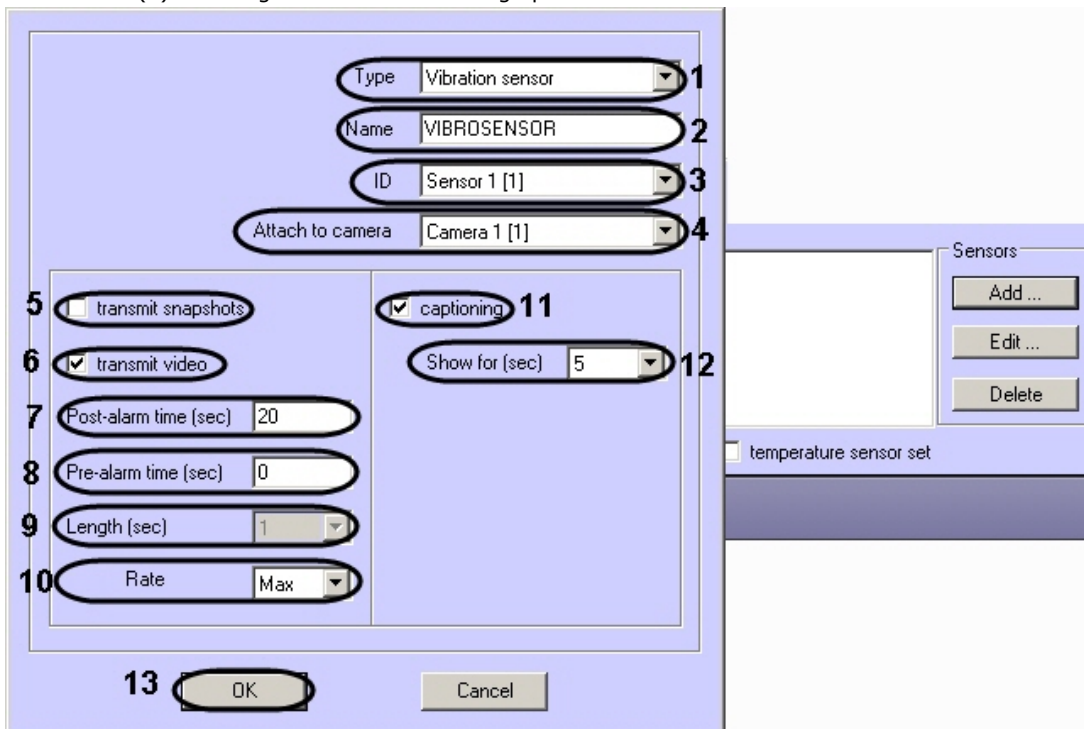 Type Vibration sensor 1
Name VIBROSENSOR 2
ID Sensor 1 [1] 3
Attach to camera Camera 1 [1] 4
5 transmit snapshots
6 transmit video
7 Post-alarm time (sec) 20
8 Pre-alarm time (sec) 0
9 Length (sec) 1
10 Rate Max
captioning 11
Show for (sec) 5 12
13 OK
Cancel
Sensors
Add ...
Edit ...
Delete
temperature sensor set